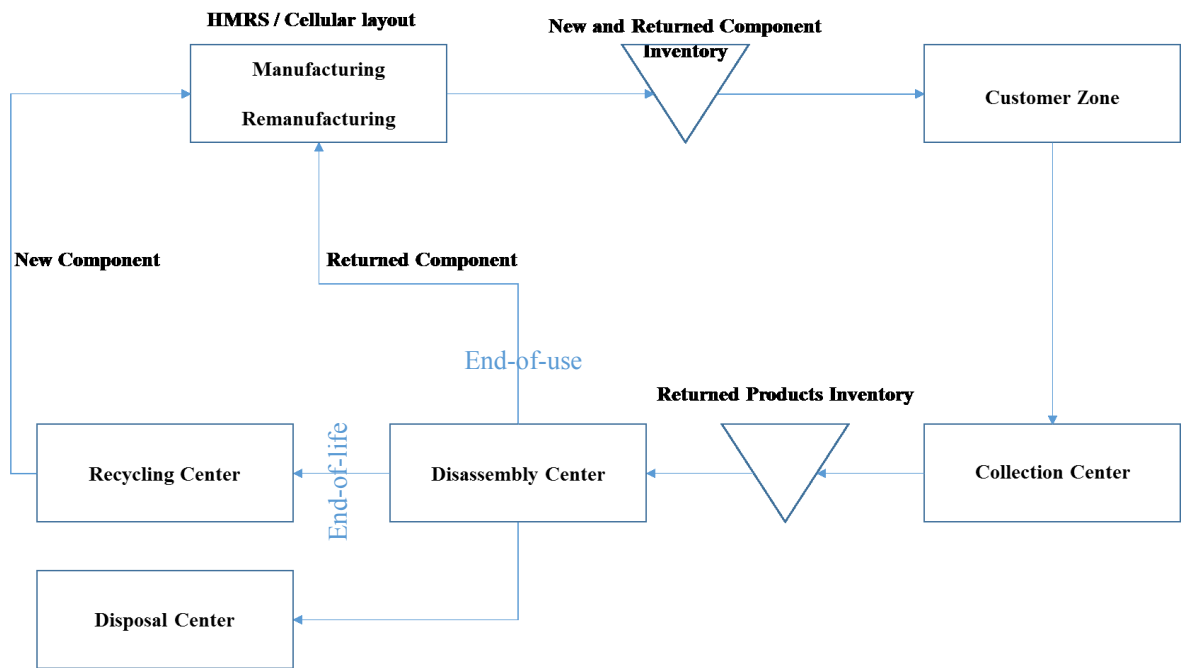 HMRS / Cellular layout
New and Returned Component
Inventory
Manufacturing
Remanufacturing
Customer Zone
New Component
Returned Component
End-of-use
Returned Products Inventory
Recycling Center
End-of-life
Disassembly Center
Collection Center
Disposal Center